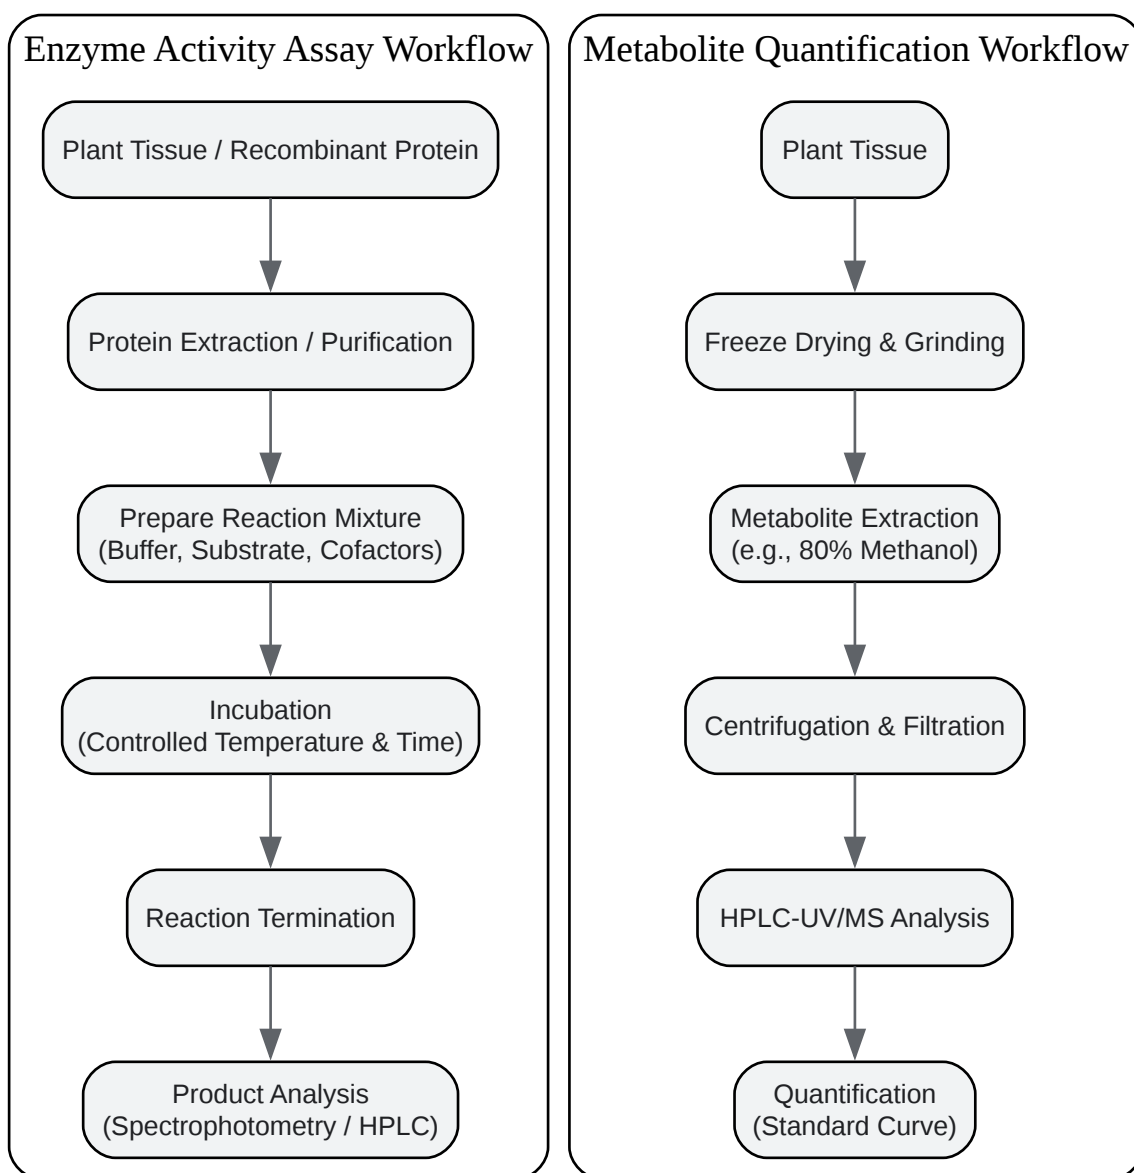 Enzyme Activity Assay Workflow
Plant Tissue / Recombinant Protein
Protein Extraction / Purification
Prepare Reaction Mixture
(Buffer, Substrate, Cofactors)
Incubation
(Controlled Temperature & Time)
Reaction Termination
Product Analysis
(Spectrophotometry / HPLC)
Metabolite Quantification Workflow
Plant Tissue
Freeze Drying & Grinding
Metabolite Extraction
(e.g., 80% Methanol)
Centrifugation & Filtration
HPLC-UV/MS Analysis
Quantification
(Standard Curve)